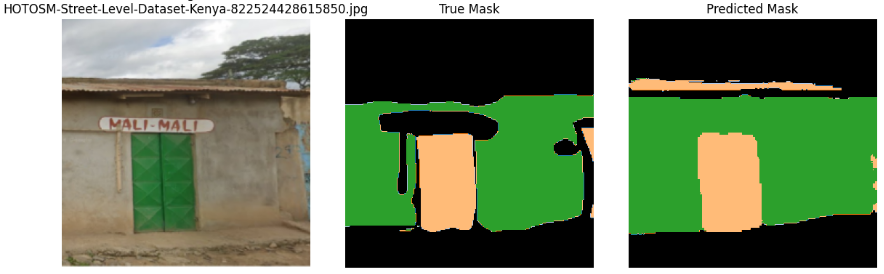 HOTOSM-Street-Level-Dataset-Kenya-822524428615850.jpg
True Mask
Predicted Mask
MALI-MALI